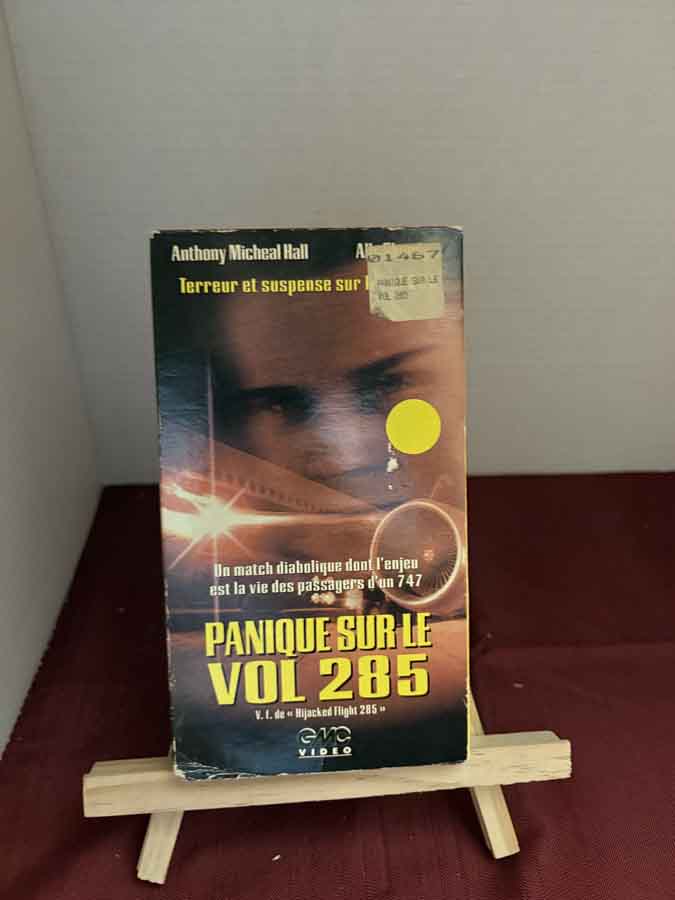 Anthony Micheal Hall
01467
Terreur et suspense sur
PANIQUE SUR LE
VOL 285
Un match diabolique dont l'enjeu
est la vie des passagers d'un 747
PANIQUE SUR LE
VOL 285
V. f. de « Hijacked Flight 285 »
GMC
VIDEO